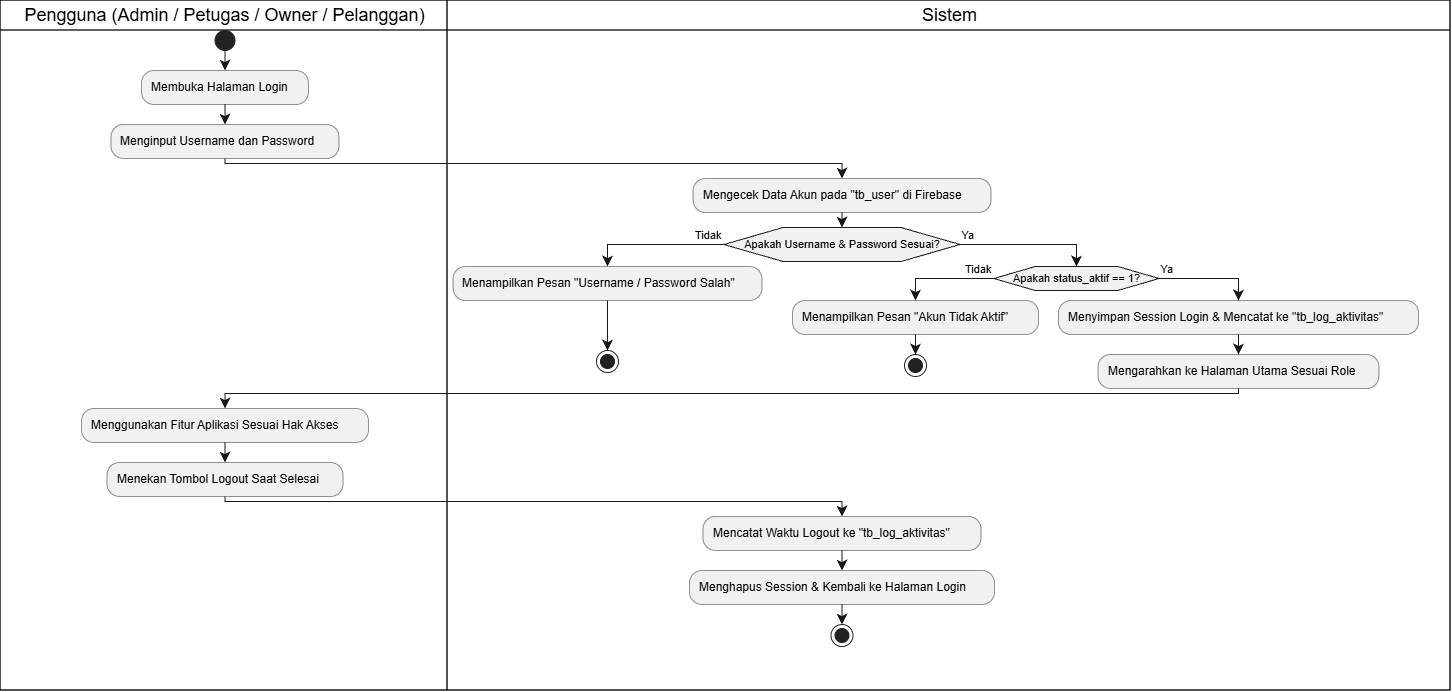 Pengguna (Admin / Petugas / Owner / Pelanggan)
Sistem
Membuka Halaman Login
Menginput Username dan Password
Mengecek Data Akun pada "tb_user" di Firebase
Apakah Username & Password Sesuai?
Tidak
Ya
Menampilkan Pesan "Username / Password Salah"
Apakah status_aktif == 1?
Tidak
Ya
Menampilkan Pesan "Akun Tidak Aktif"
Menyimpan Session Login & Mencatat ke "tb_log_aktivitas"
Mengarahkan ke Halaman Utama Sesuai Role
Menggunakan Fitur Aplikasi Sesuai Hak Akses
Menekan Tombol Logout Saat Selesai
Mencatat Waktu Logout ke "tb_log_aktivitas"
Menghapus Session & Kembali ke Halaman Login